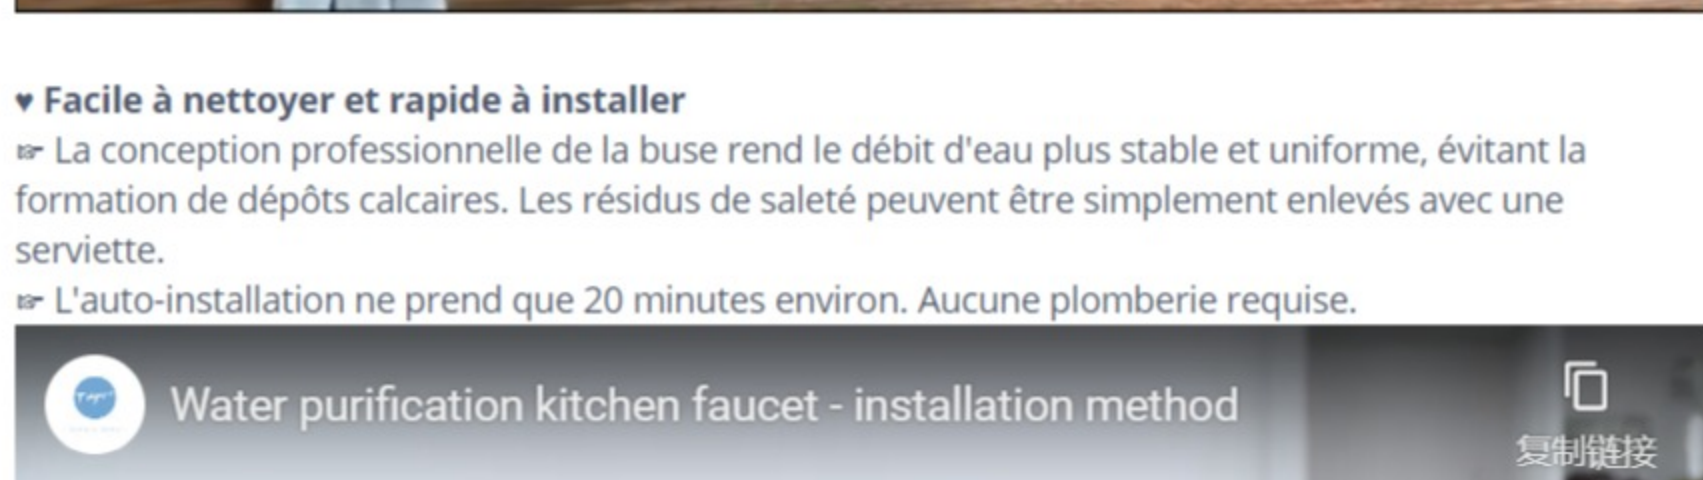 ♥ Facile à nettoyer et rapide à installer
☞ La conception professionnelle de la buse rend le débit d'eau plus stable et uniforme, évitant la
formation de dépôts calcaires. Les résidus de saleté peuvent être simplement enlevés avec une
serviette.
☞ L'auto-installation ne prend que 20 minutes environ. Aucune plomberie requise.
Water purification kitchen faucet - installation method
复制链接